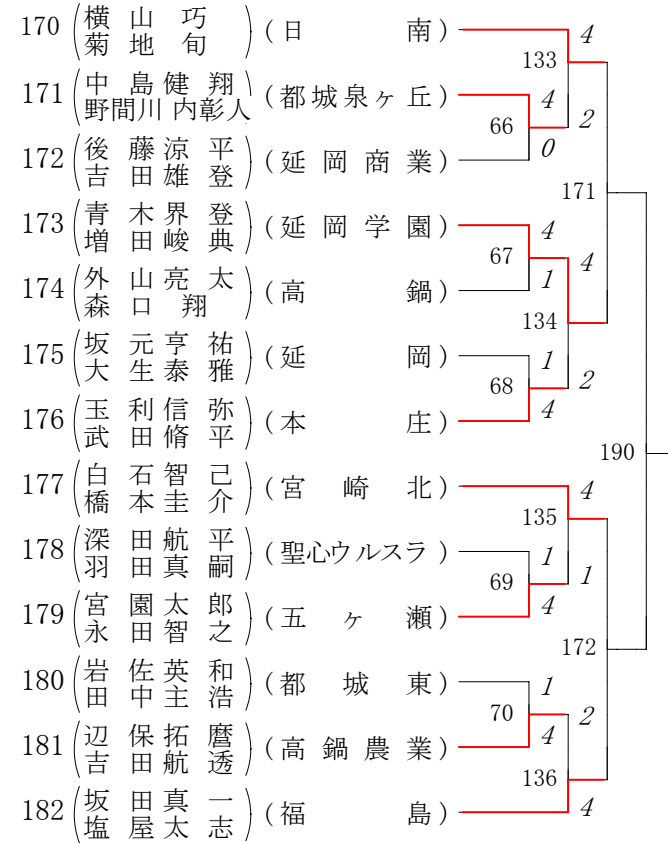 170 横山巧 菊地旬 (日南) 4
133
171 中島健翔 野間川内彰人 (都城泉ヶ丘) 4 2
66
172 後藤涼平 吉田雄登 (延岡商業) 0
171
173 青木界登 増田峻典 (延岡学園) 4
67 4
174 外山亮太 森口翔 (高鍋) 1
134
175 坂元亨祐 大生泰雅 (延岡) 1
68 2
176 玉利信弥 武田脩平 (本庄) 4
190
177 白石智己 橋本圭介 (宮崎北) 4
135
178 深田航平 羽田真嗣 (聖心ウルスラ) 1
69 1
179 宮園太郎 永田智之 (五ヶ瀬) 4
172
180 岩佐英和 田中主浩 (都城東) 1
70 2
181 辺保拓磨 吉田航透 (高鍋農業) 4
136
182 坂田真一 塩屋太志 (福島) 4